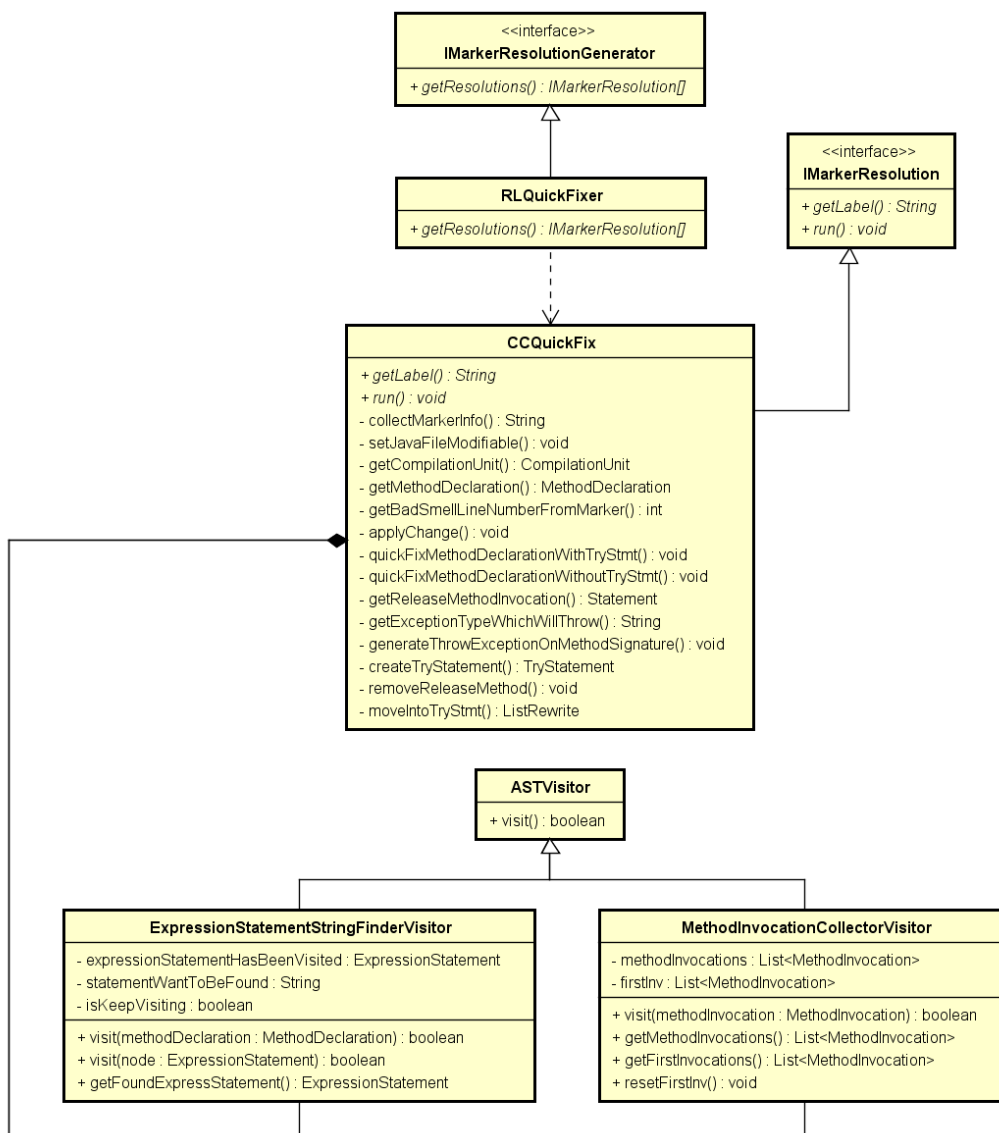 <<interface>>
IMarkerResolutionGenerator
+ getResolutions() : IMarkerResolution[]
<<interface>>
IMarkerResolution
+ getLabel() : String
+ run() : void
RLQuickFixer
+ getResolutions() : IMarkerResolution[]
CCQuickFix
+ getLabel() : String
+ run() : void
- collectMarkerInfo() : String
- setJavaFileModifiable() : void
- getCompilationUnit() : CompilationUnit
- getMethodDeclaration() : MethodDeclaration
- getBadSmellLineNumberFromMarker() : int
- applyChange() : void
- quickFixMethodDeclarationWithTryStmt() : void
- quickFixMethodDeclarationWithoutTryStmt() : void
- getReleaseMethodInvocation() : Statement
- getExceptionTypeWhichWillThrow() : String
- generateThrowExceptionOnMethodSignature() : void
- createTryStatement() : TryStatement
- removeReleaseMethod() : void
- moveIntoTryStmt() : ListRewrite
ASTVisitor
+ visit() : boolean
ExpressionStatementStringFinderVisitor
- expressionStatementHasBeenVisited : ExpressionStatement
- statementWantToBeFound : String
- isKeepVisiting : boolean
+ visit(methodDeclaration : MethodDeclaration) : boolean
+ visit(node : ExpressionStatement) : boolean
+ getFoundExpressStatement() : ExpressionStatement
MethodInvocationCollectorVisitor
- methodInvocations : List<MethodInvocation>
- firstInv : List<MethodInvocation>
+ visit(methodInvocation : MethodInvocation) : boolean
+ getMethodInvocations() : List<MethodInvocation>
+ getFirstInvocations() : List<MethodInvocation>
+ resetFirstInv() : void